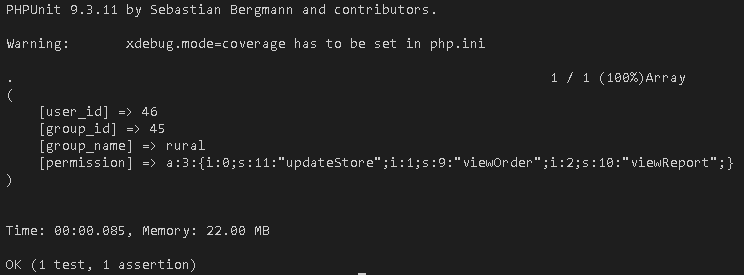 PHPUnit 9.3.11 by Sebastian Bergmann and contributors.
Warning:       xdebug.mode=coverage has to be set in php.ini
.                                                                   1 / 1 (100%)Array
(
    [user_id] => 46
    [group_id] => 45
    [group_name] => rural
    [permission] => a:3:{i:0;s:11:"updateStore";i:1;s:9:"viewOrder";i:2;s:10:"viewReport";}
)
Time: 00:00.085, Memory: 22.00 MB
OK (1 test, 1 assertion)